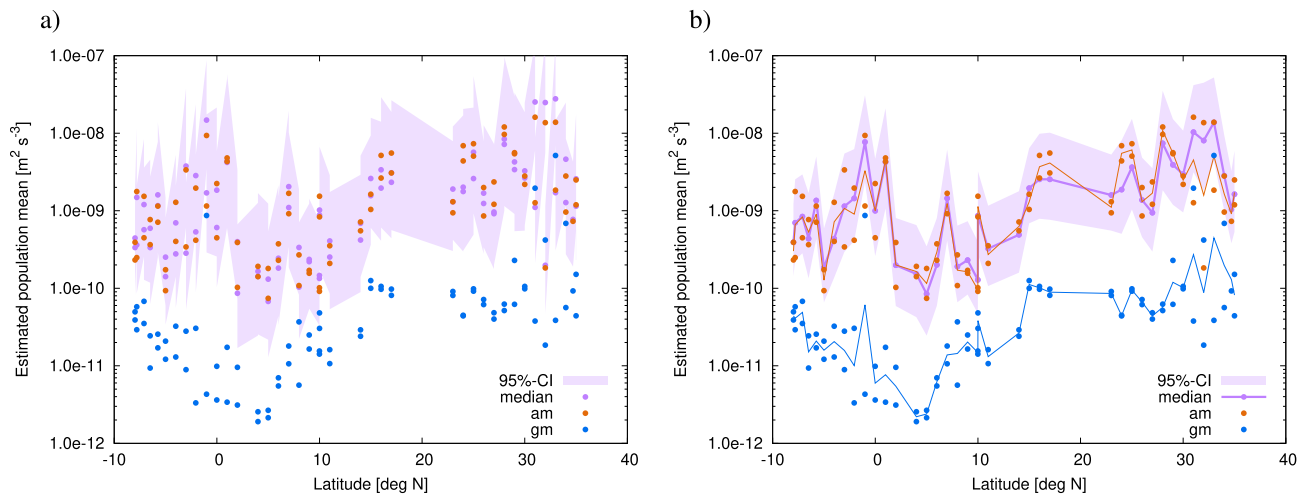 a)
Estimated population mean [m² s⁻³]
1.0e-07
1.0e-08
1.0e-09
1.0e-10
1.0e-11
1.0e-12
-10
0
10
20
30
40
Latitude [deg N]
95%-CI
median
am
gm
b)
Estimated population mean [m² s⁻³]
1.0e-07
1.0e-08
1.0e-09
1.0e-10
1.0e-11
1.0e-12
-10
0
10
20
30
40
Latitude [deg N]
95%-CI
median
am
gm